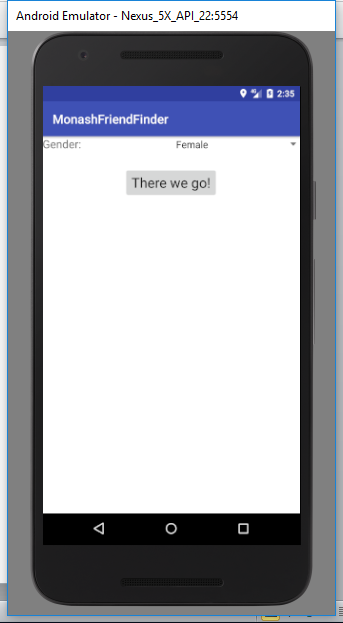 Android Emulator - Nexus_5X_API_22:5554
2:35
MonashFriendFinder
Gender: Female
There we go!